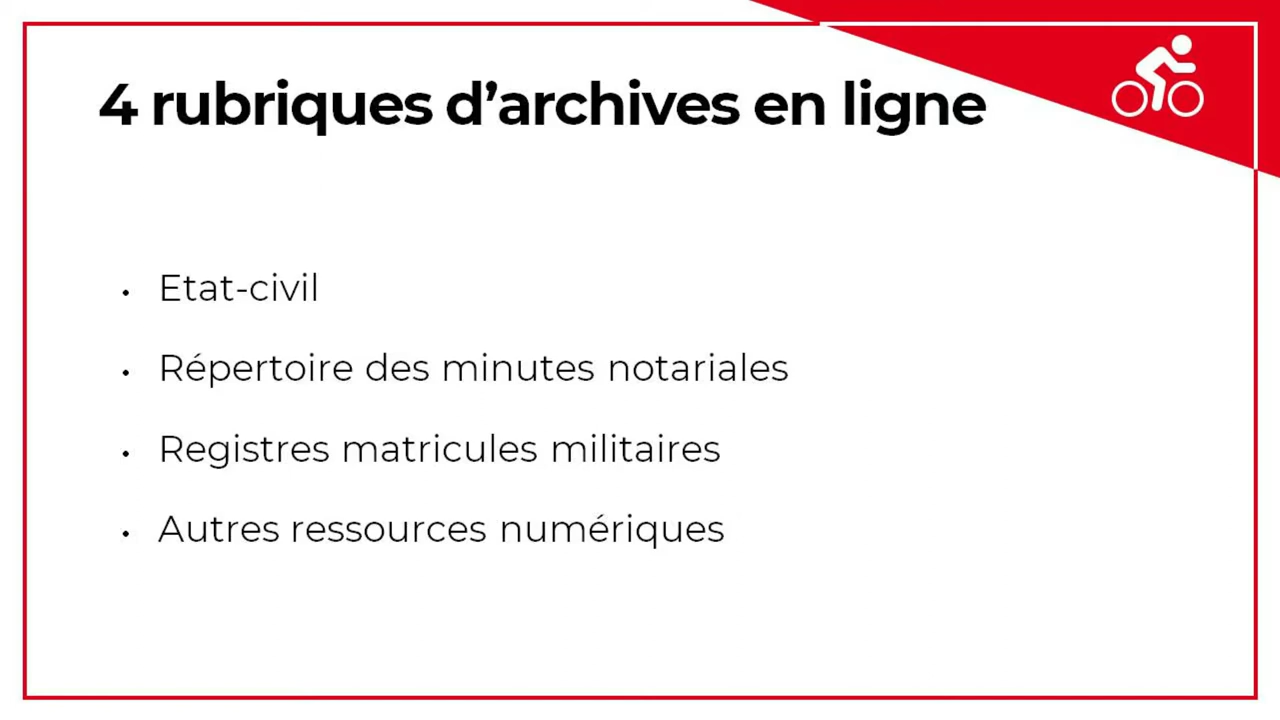 4 rubriques d’archives en ligne
• Etat-civil
• Répertoire des minutes notariales
• Registres matricules militaires
• Autres ressources numériques